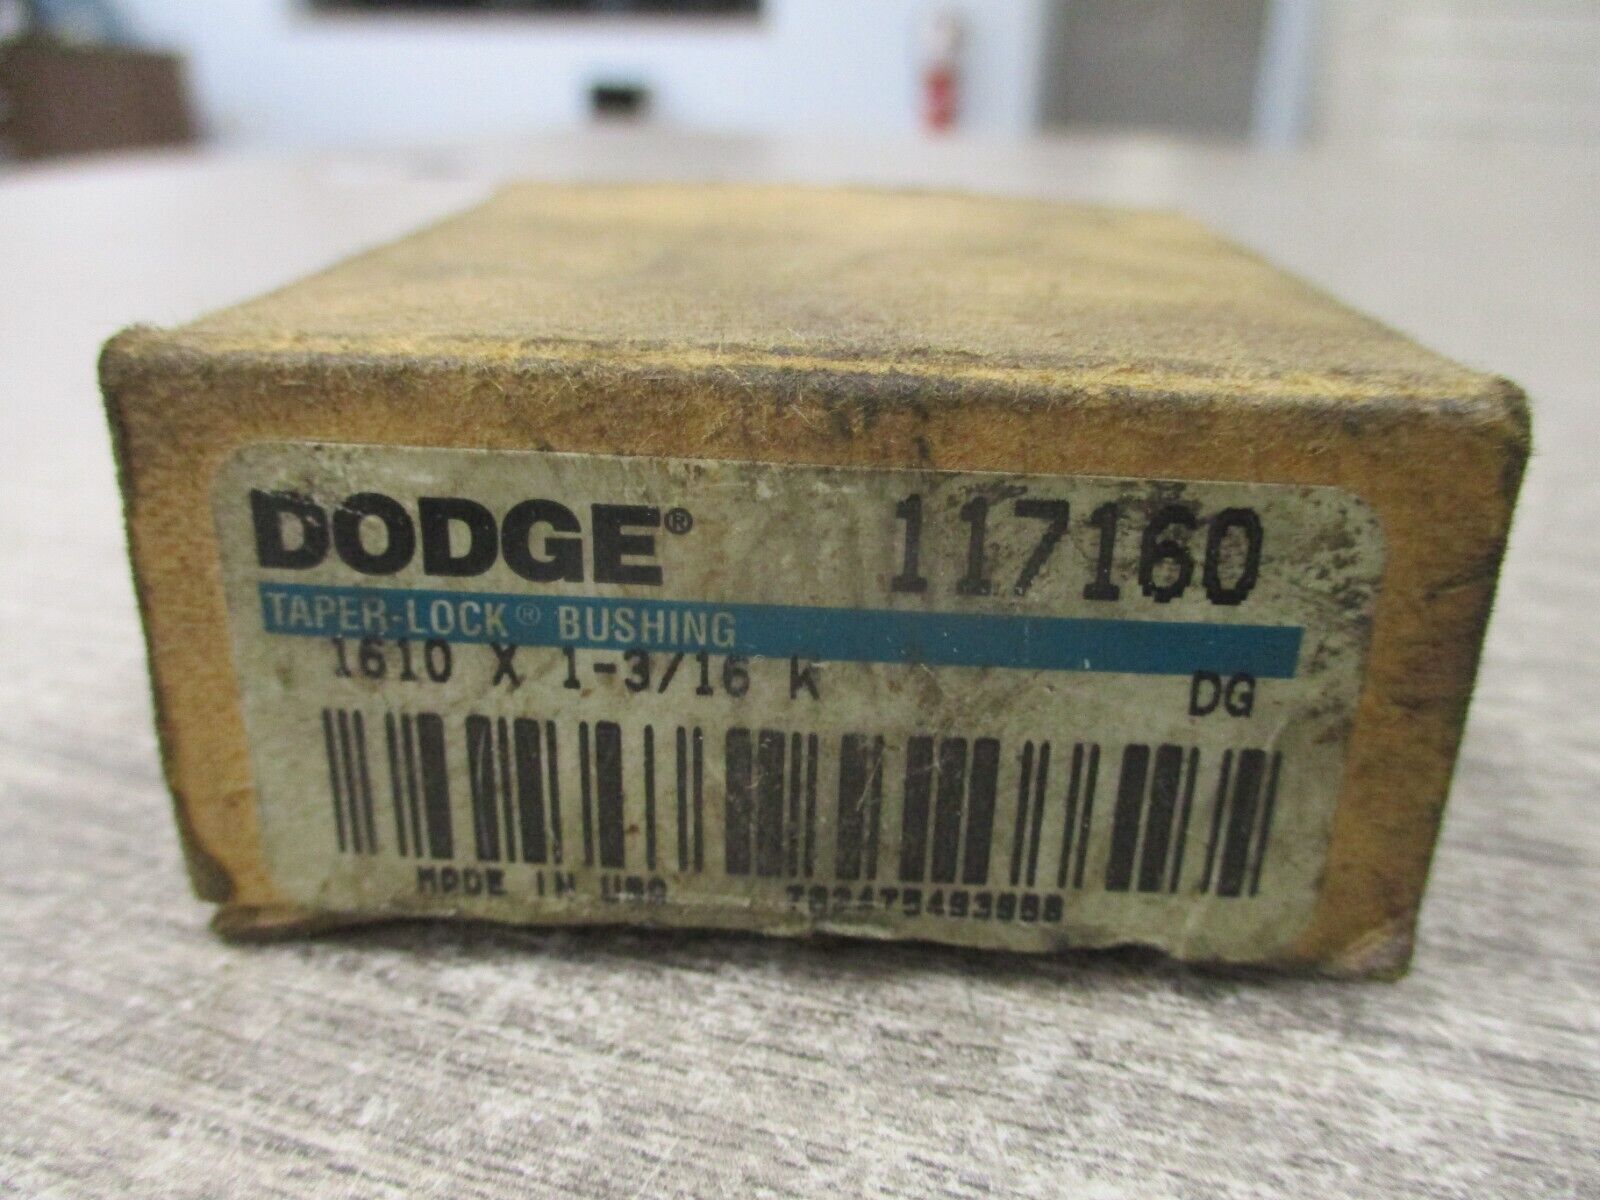 DODGE® 117160
TAPER-LOCK® BUSHING
1610 X 1-3/16 K DG
MADE IN USA